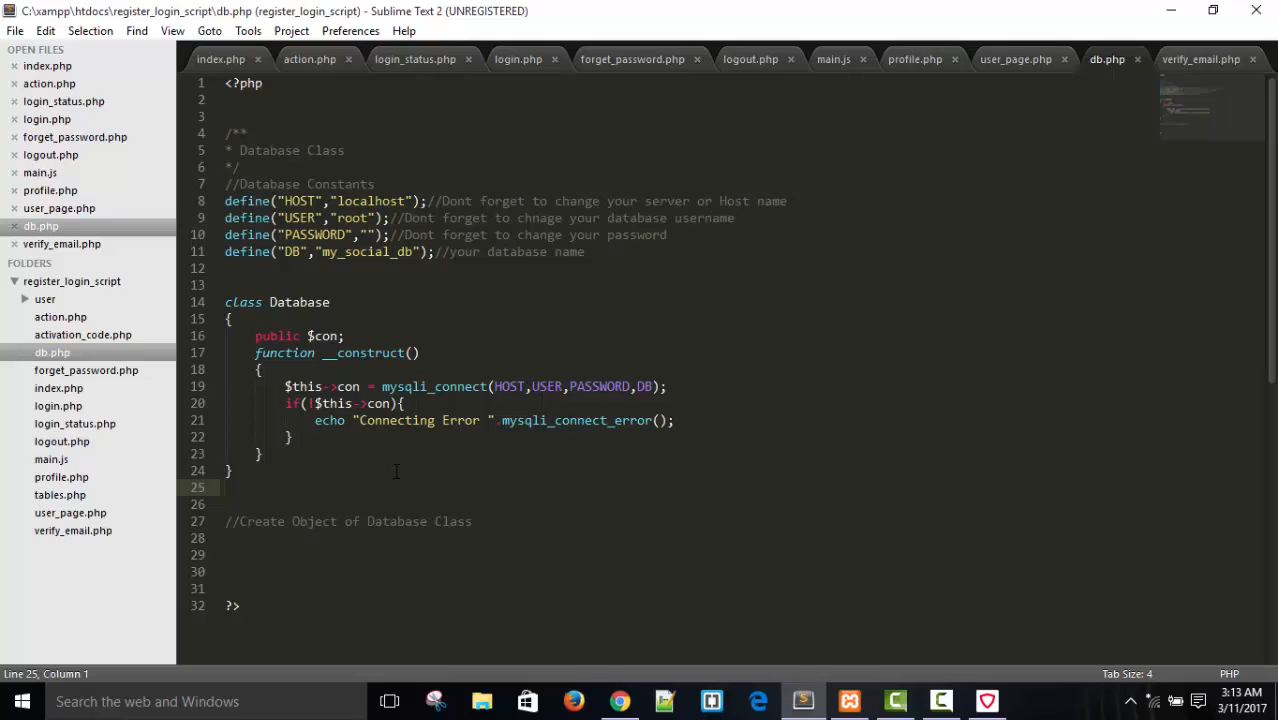 C:\xampp\htdocs\register_login_script\db.php (register_login_script) - Sublime Text 2 (UNREGISTERED)
File Edit Selection Find View Goto Tools Project Preferences Help
OPEN FILES
index.php
action.php
login_status.php
login.php
forget_password.php
logout.php
main.js
profile.php
user_page.php
db.php
verify_email.php
FOLDERS
register_login_script
user
action.php
activation_code.php
db.php
forget_password.php
index.php
login.php
login_status.php
logout.php
main.js
profile.php
tables.php
user_page.php
verify_email.php
index.php action.php login_status.php login.php forget_password.php logout.php main.js profile.php user_page.php db.php verify_email.php
1 <?php
2
3
4 /**
5 * Database Class
6 */
7 //Database Constants
8 define("HOST","localhost");//Dont forget to change your server or Host name
9 define("USER","root");//Dont forget to chnage your database username
10 define("PASSWORD","");//Dont forget to change your password
11 define("DB","my_social_db");//your database name
12
13
14 class Database
15 {
16 public $con;
17 function __construct()
18 {
19 $this->con = mysqli_connect(HOST,USER,PASSWORD,DB);
20 if(!$this->con){
21 echo "Connecting Error ".mysqli_connect_error();
22 }
23 }
24 }
25
26
27 //Create Object of Database Class
28
29
30
31
32 ?>
Line 25, Column 1 Tab Size: 4 PHP
Search the web and Windows
3:13 AM
3/11/2017